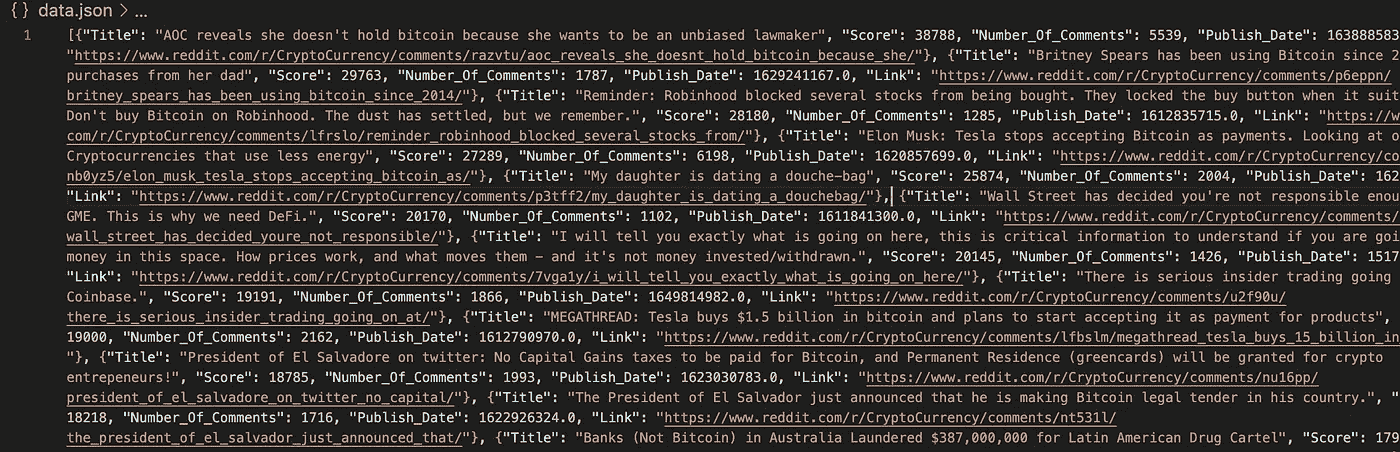 { } data.json > ...
1 [{"Title": "AOC reveals she doesn't hold bitcoin because she wants to be an unbiased lawmaker", "Score": 38788, "Number_Of_Comments": 5539, "Publish_Date": 163888583
"https://www.reddit.com/r/CryptoCurrency/comments/razvtu/aoc_reveals_she_doesnt_hold_bitcoin_because_she/"}, {"Title": "Britney Spears has been using Bitcoin since 2
purchases from her dad", "Score": 29763, "Number_Of_Comments": 1787, "Publish_Date": 1629241167.0, "Link": "https://www.reddit.com/r/CryptoCurrency/comments/p6eppn/
britney_spears_has_been_using_bitcoin_since_2014/"}, {"Title": "Reminder: Robinhood blocked several stocks from being bought. They locked the buy button when it suit
Don't buy Bitcoin on Robinhood. The dust has settled, but we remember.", "Score": 28180, "Number_Of_Comments": 1285, "Publish_Date": 1612835715.0, "Link": "https://w
com/r/CryptoCurrency/comments/lfrslo/reminder_robinhood_blocked_several_stocks_from/"}, {"Title": "Elon Musk: Tesla stops accepting Bitcoin as payments. Looking at o
Cryptocurrencies that use less energy", "Score": 27289, "Number_Of_Comments": 6198, "Publish_Date": 1620857699.0, "Link": "https://www.reddit.com/r/CryptoCurrency/co
nb0yz5/elon_musk_tesla_stops_accepting_bitcoin_as/"}, {"Title": "My daughter is dating a douche-bag", "Score": 25874, "Number_Of_Comments": 2004, "Publish_Date": 162
"Link": "https://www.reddit.com/r/CryptoCurrency/comments/p3tff2/my_daughter_is_dating_a_douchebag/"}, {"Title": "Wall Street has decided you're not responsible enou
GME. This is why we need DeFi.", "Score": 20170, "Number_Of_Comments": 1102, "Publish_Date": 1611841300.0, "Link": "https://www.reddit.com/r/CryptoCurrency/comments/
wall_street_has_decided_youre_not_responsible/"}, {"Title": "I will tell you exactly what is going on here, this is critical information to understand if you are goi
money in this space. How prices work, and what moves them – and it's not money invested/withdrawn.", "Score": 20145, "Number_Of_Comments": 1426, "Publish_Date": 1517
"Link": "https://www.reddit.com/r/CryptoCurrency/comments/7vga1y/i_will_tell_you_exactly_what_is_going_on_here/"}, {"Title": "There is serious insider trading going
Coinbase.", "Score": 19191, "Number_Of_Comments": 1866, "Publish_Date": 1649814982.0, "Link": "https://www.reddit.com/r/CryptoCurrency/comments/u2f90u/
there_is_serious_insider_trading_going_on_at/"}, {"Title": "MEGATHREAD: Tesla buys $1.5 billion in bitcoin and plans to start accepting it as payment for products",
19000, "Number_Of_Comments": 2162, "Publish_Date": 1612790970.0, "Link": "https://www.reddit.com/r/CryptoCurrency/comments/lfbslm/megathread_tesla_buys_15_billion_in
"}, {"Title": "President of El Salvadore on twitter: No Capital Gains taxes to be paid for Bitcoin, and Permanent Residence (greencards) will be granted for crypto
entrepeneurs!", "Score": 18785, "Number_Of_Comments": 1993, "Publish_Date": 1623030783.0, "Link": "https://www.reddit.com/r/CryptoCurrency/comments/nu16pp/
president_of_el_salvadore_on_twitter_no_capital/"}, {"Title": "The President of El Salvador just announced that he is making Bitcoin legal tender in his country.", "
18218, "Number_Of_Comments": 1716, "Publish_Date": 1622926324.0, "Link": "https://www.reddit.com/r/CryptoCurrency/comments/nt531l/
the_president_of_el_salvador_just_announced_that/"}, {"Title": "Banks (Not Bitcoin) in Australia Laundered $387,000,000 for Latin American Drug Cartel", "Score": 179